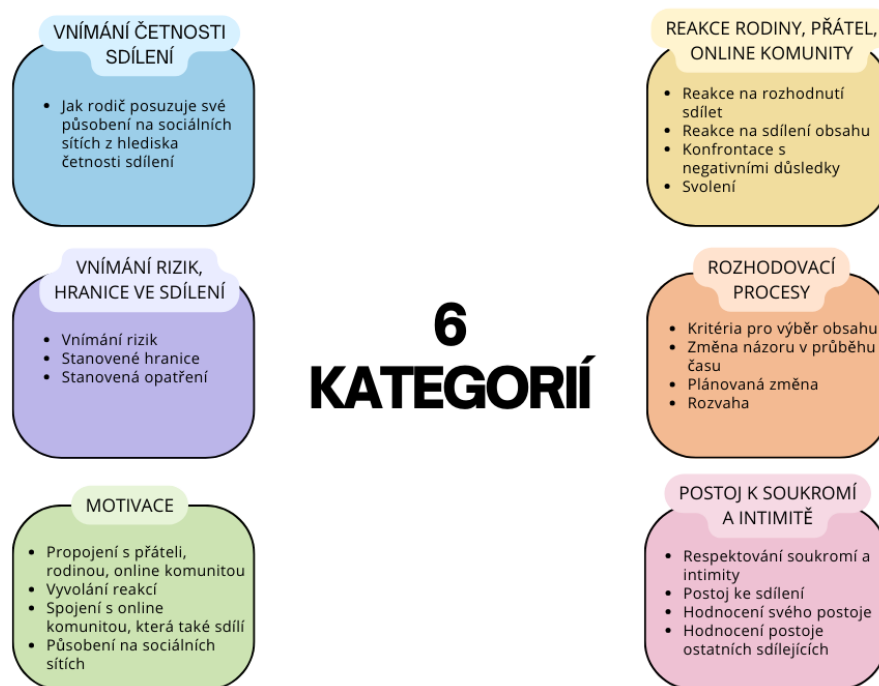 VNÍMÁNÍ ČETNOSTI
SDÍLENÍ
• Jak rodič posuzuje své
působení na sociálních
sítích z hlediska
četnosti sdílení
VNÍMÁNÍ RIZIK,
HRANICE VE SDÍLENÍ
• Vnímání rizik
• Stanovené hranice
• Stanovená opatření
MOTIVACE
• Propojení s přáteli,
rodinou, online komunitou
• Vyvolání reakcí
• Spojení s online
komunitou, která také sdílí
• Působení na sociálních
sítích
6
KATEGORIÍ
REAKCE RODINY, PŘÁTEL,
ONLINE KOMUNITY
• Reakce na rozhodnutí
sdílet
• Reakce na sdílení obsahu
• Konfrontace s
negativními důsledky
• Svolení
ROZHODOVACÍ
PROCESY
• Kritéria pro výběr obsahu
• Změna názoru v průběhu
času
• Plánovaná změna
• Rozvaha
POSTOJ K SOUKROMÍ
A INTIMITĚ
• Respektování soukromí a
intimity
• Postoj ke sdílení
• Hodnocení svého postoje
• Hodnocení postoje
ostatních sdílejících